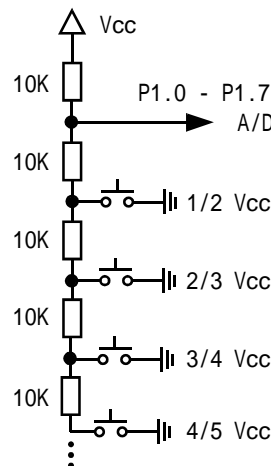 Vcc
10K
P1.0 - P1.7
A/D
10K
1/2 Vcc
10K
2/3 Vcc
10K
3/4 Vcc
10K
4/5 Vcc